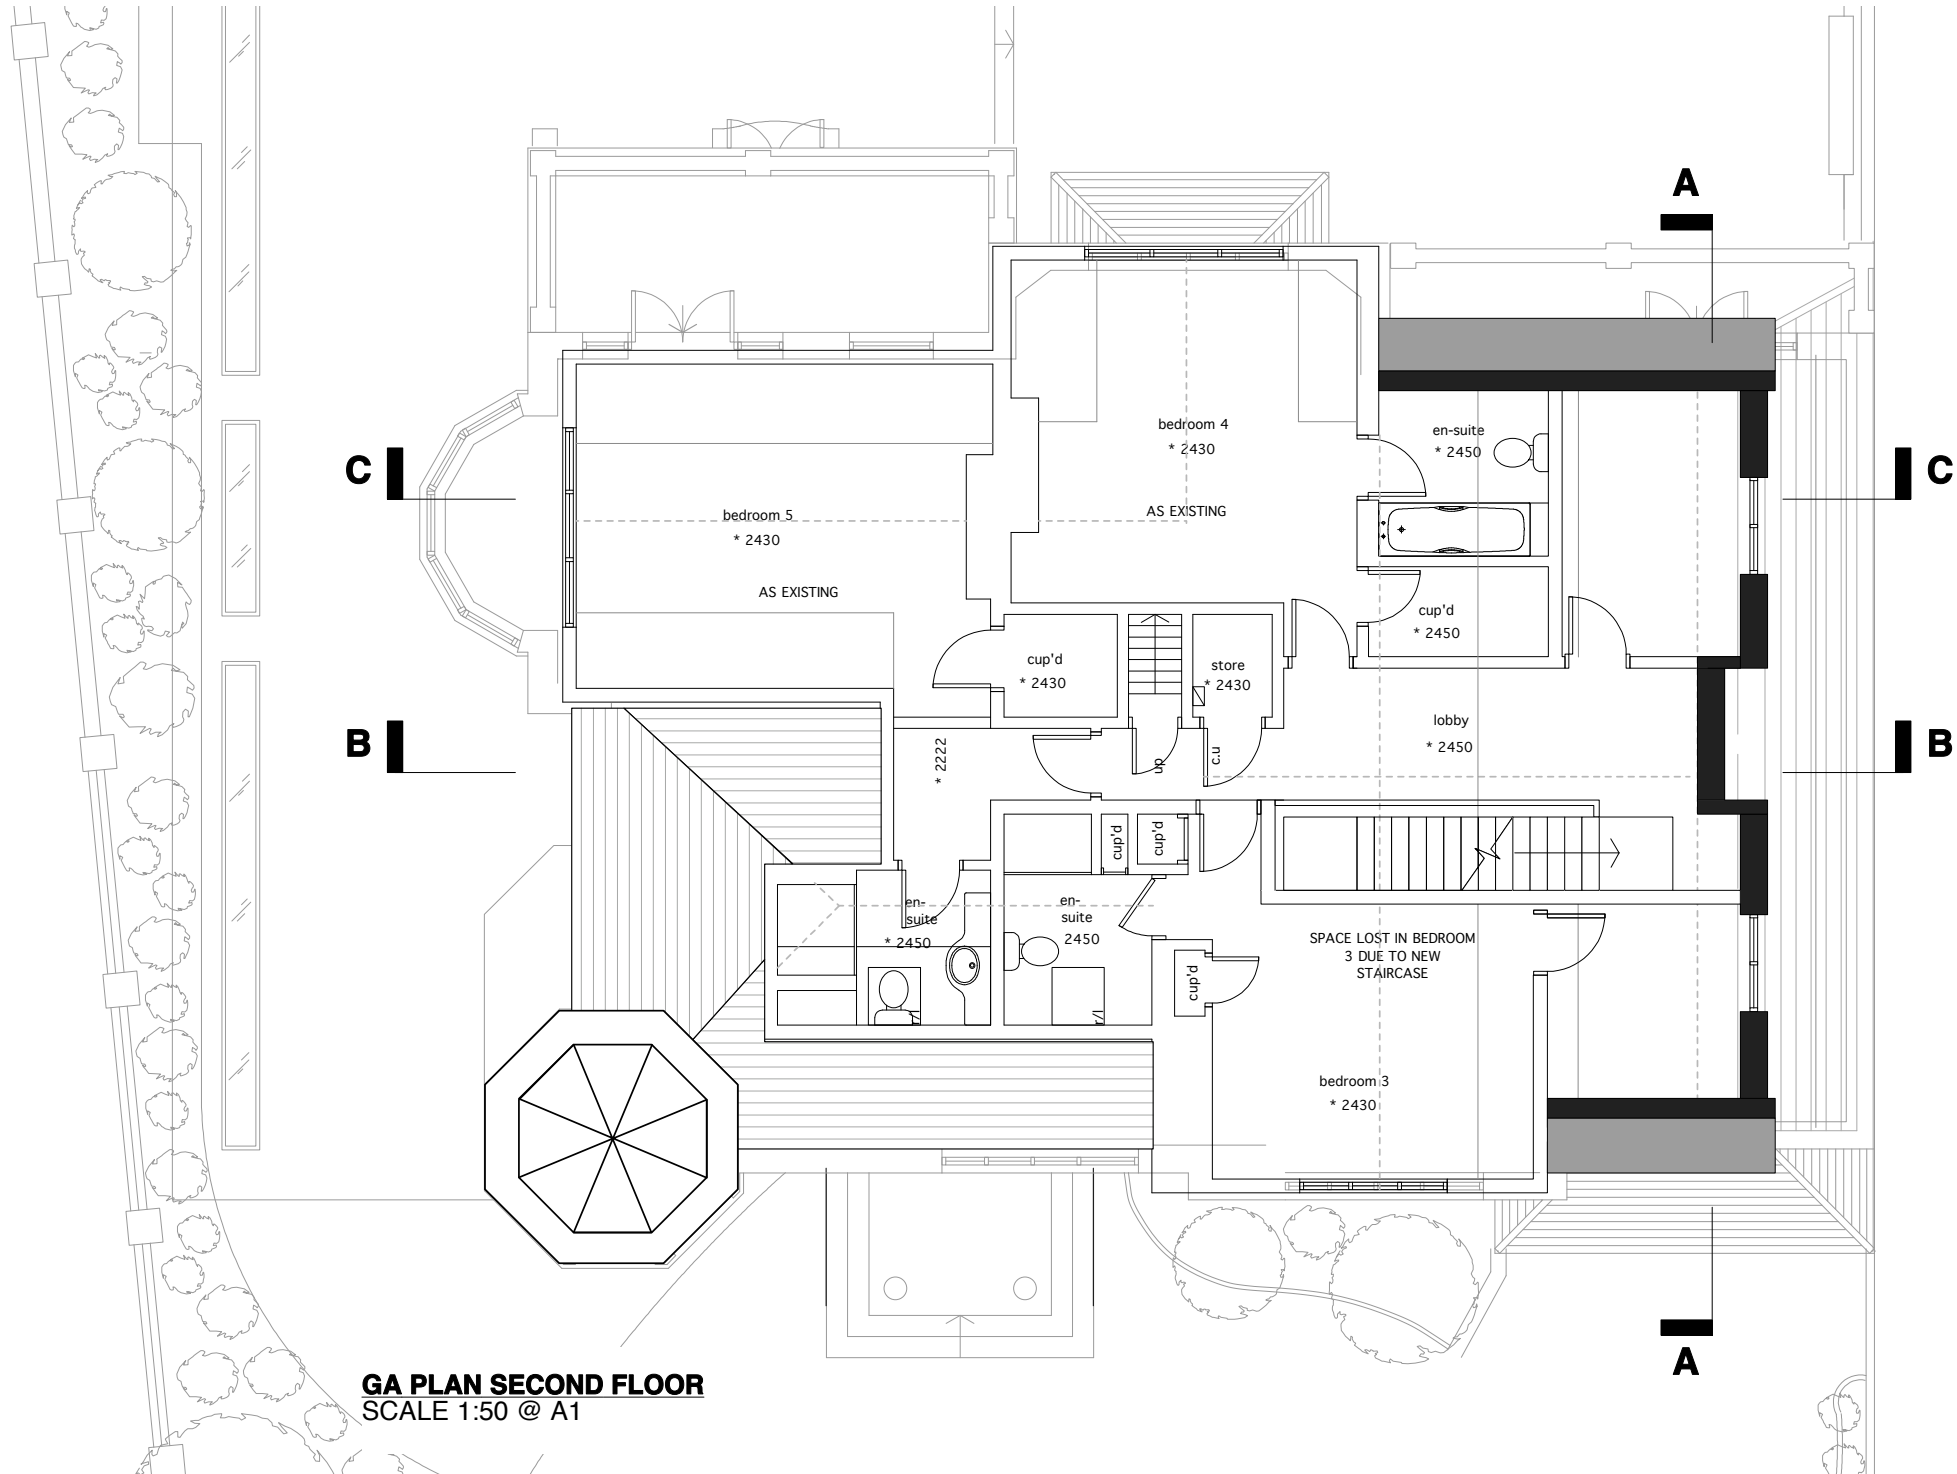 A
C
C
bedroom 4
* 2430
en-suite
* 2450
bedroom 5
* 2430
AS EXISTING
AS EXISTING
cup'd
* 2450
cup'd
* 2430
store
* 2430
B
B
lobby
* 2450
* 2222
up
c.u
cup'd
cup'd
en-
suite
* 2450
en-
suite
2450
SPACE LOST IN BEDROOM
3 DUE TO NEW
STAIRCASE
cup'd
r/l
r/l
bedroom 3
* 2430
A
GA PLAN SECOND FLOOR
SCALE 1:50 @ A1